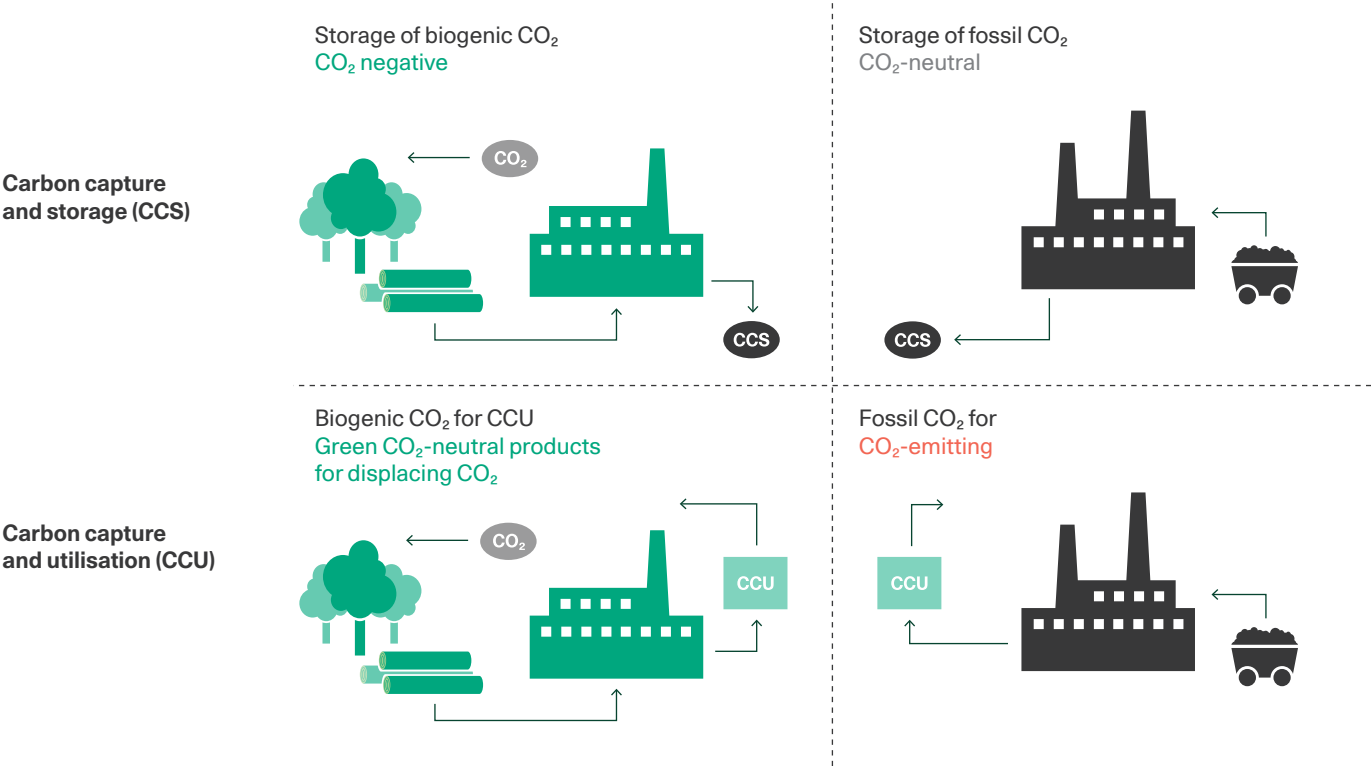 Storage of biogenic CO₂
CO₂ negative
Storage of fossil CO₂
CO₂-neutral
Carbon capture
and storage (CCS)
CO₂
CCS
CCS
Biogenic CO₂ for CCU
Green CO₂-neutral products
for displacing CO₂
Fossil CO₂ for
CO₂-emitting
Carbon capture
and utilisation (CCU)
CO₂
CCU
CCU